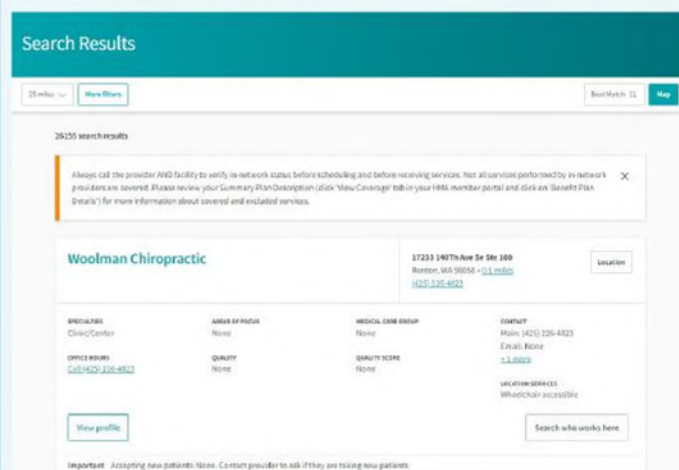 Search Results
25 miles
More filters
Best Match
Map
26155 search results
Always call the provider AND facility to verify in-network status before scheduling and before receiving services. Not all services performed by in-network
providers are covered. Please review your Summary Plan Description (click 'View Coverage' tab in your HMA member portal and click on 'Benefit Plan
Details') for more information about covered and excluded services.
Woolman Chiropractic
17233 140Th Ave Se Ste 100
Renton, WA 98058 • 0.1 miles
(425) 226-4823
Location
SPECIALTIES
Clinic/Center
AREAS OF FOCUS
None
MEDICAL CARE GROUP
None
CONTACT
Main: (425) 226-4823
Email: None
+ 1 more
OFFICE HOURS
Call (425) 226-4823
QUALITY
None
QUALITY SCORE
None
LOCATION SERVICES
Wheelchair accessible
View profile
Search who works here
Important Accepting new patients: None. Contact provider to ask if they are taking new patients